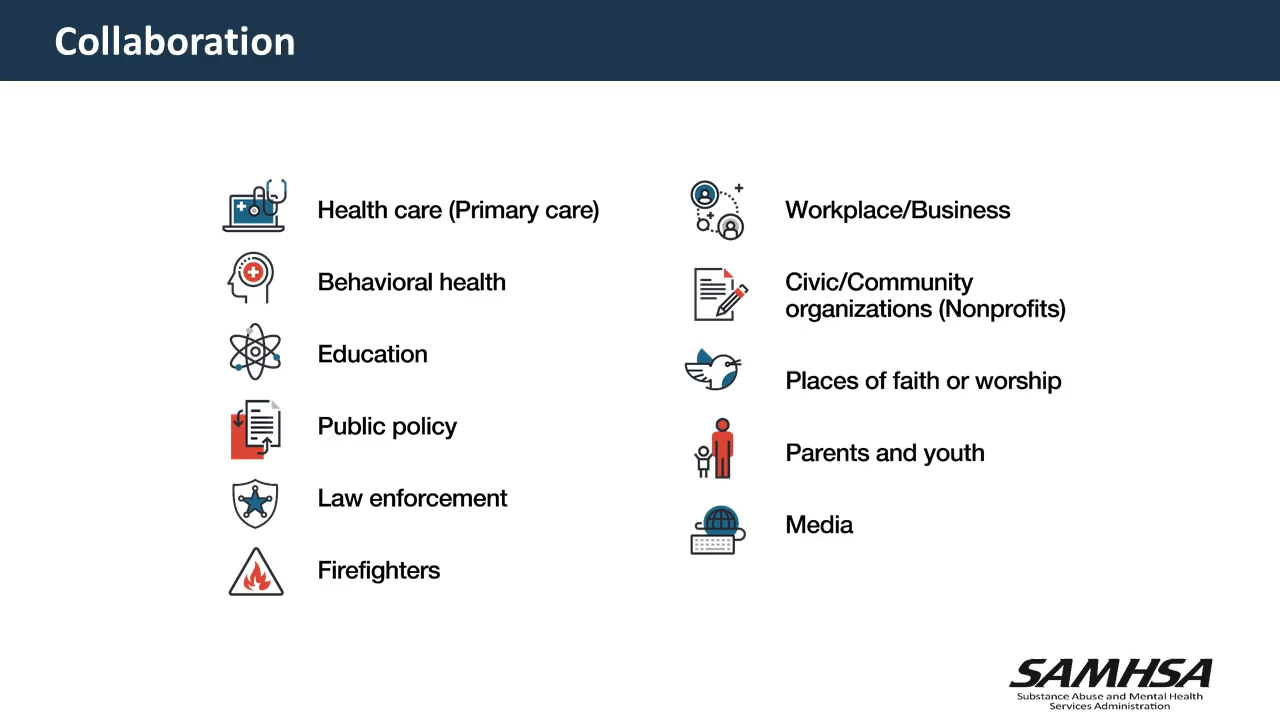 Collaboration
Health care (Primary care)
Behavioral health
Education
Public policy
Law enforcement
Firefighters
Workplace/Business
Civic/Community
organizations (Nonprofits)
Places of faith or worship
Parents and youth
Media
SAMHSA
Substance Abuse and Mental Health
Services Administration